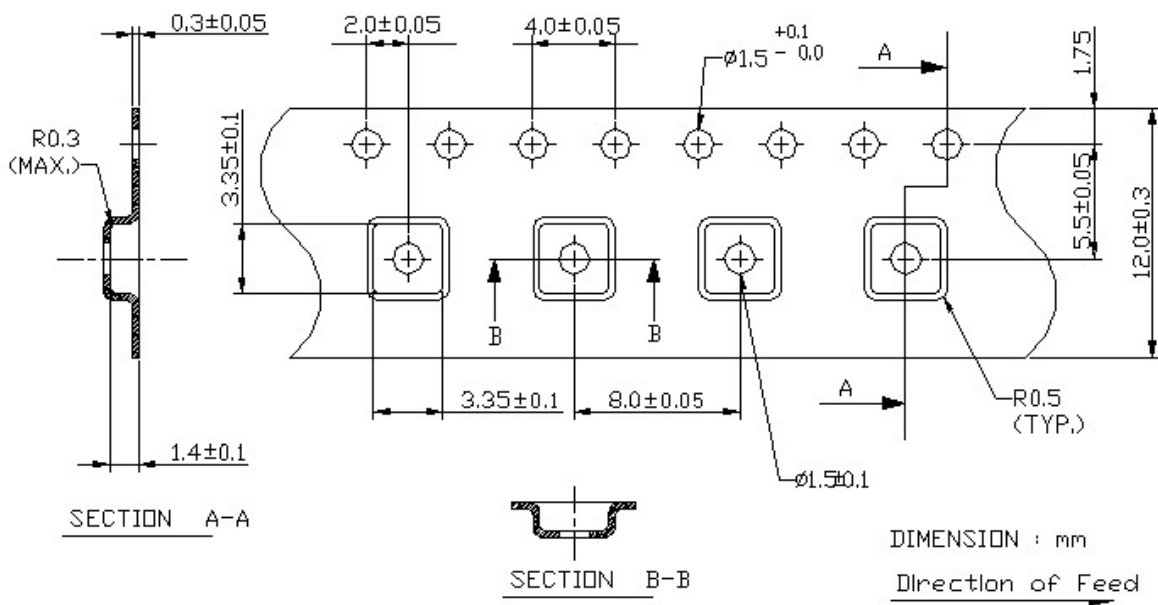 0.3±0.05
2.0±0.05
4.0±0.05
ø1.5 +0.1 - 0.0
A
1.75
R0.3
(MAX.)
3.35±0.1
5.5±0.05
12.0±0.3
B
B
3.35±0.1
8.0±0.05
A
R0.5
(TYP.)
1.4±0.1
ø1.5±0.1
SECTION A-A
SECTION B-B
DIMENSION : mm
Direction of Feed